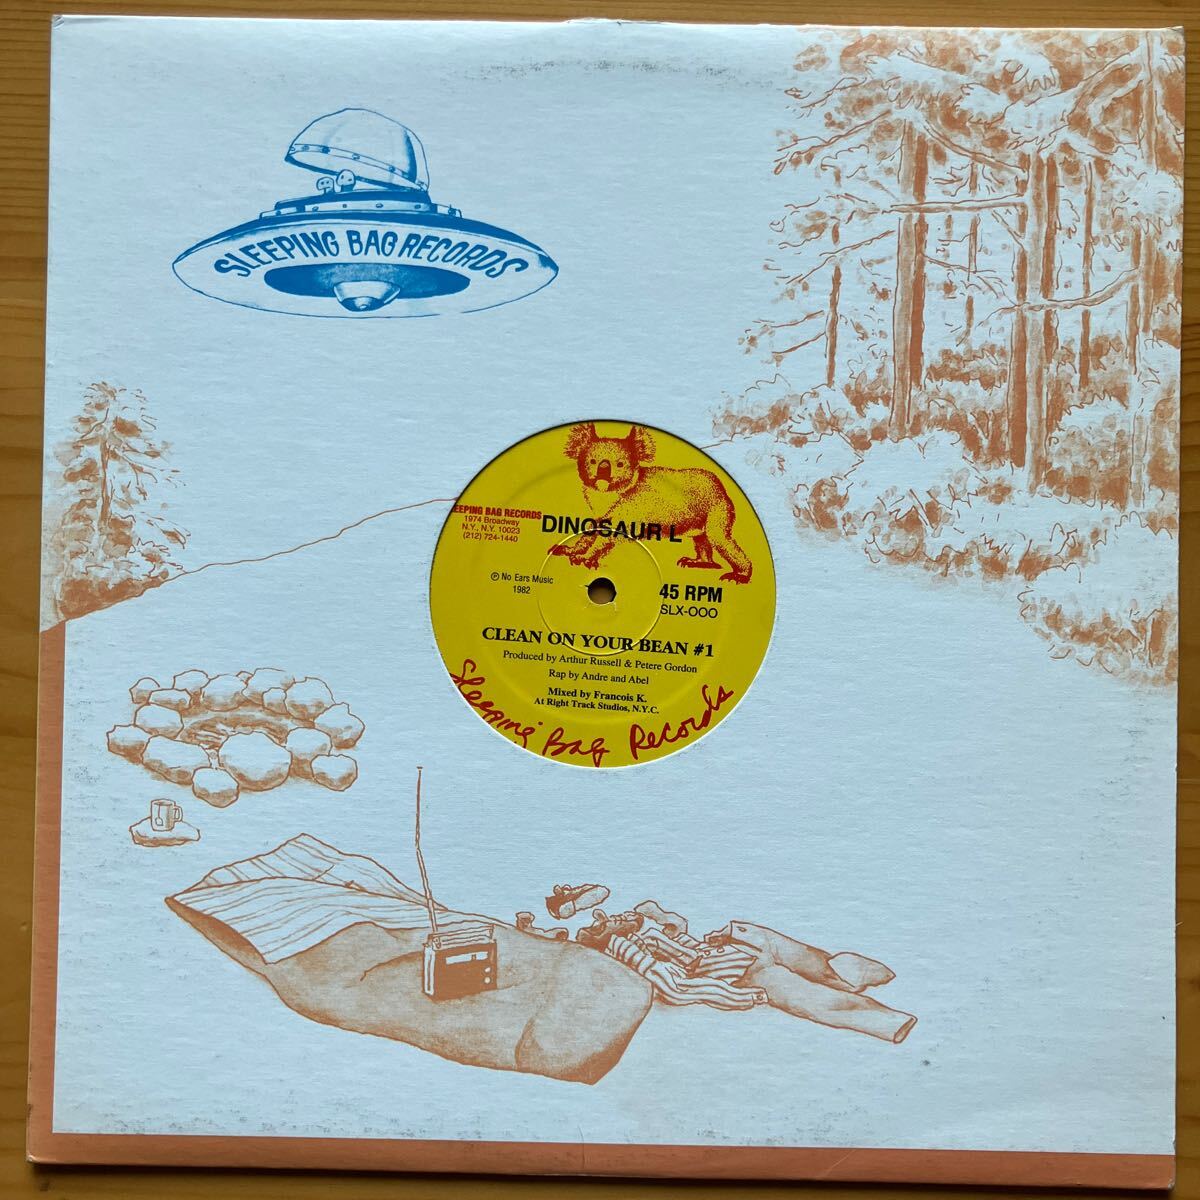 SLEEPING BAG RECORDS
EEPING BAG RECORDS
1974 Broadway
N.Y., N.Y. 10023
(212) 724-1440
DINOSAUR L
℗ No Ears Music
1982
45 RPM
SLX-OOO
CLEAN ON YOUR BEAN #1
Produced by Arthur Russell & Petere Gordon
Rap by Andre and Abel
Mixed by Francois K.
At Right Track Studios, N.Y.C.
Sleeping Bag Records